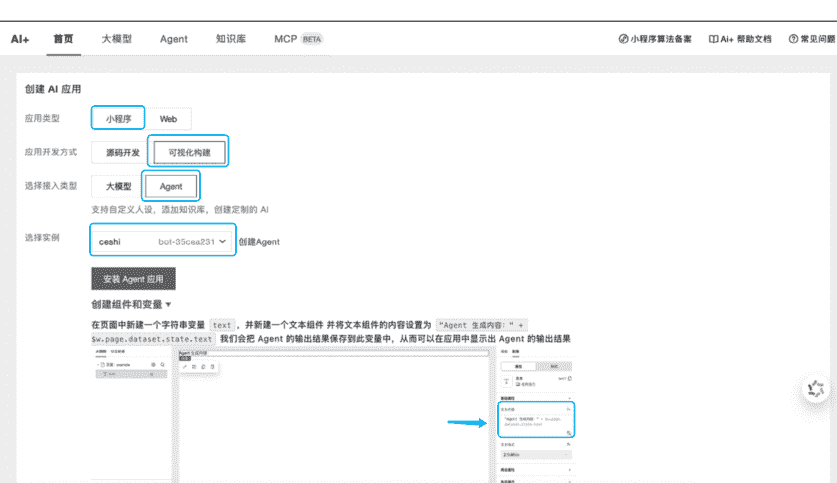 AI+ 首页 大模型 Agent 知识库 MCP BETA 小程序算法备案 Ai+ 帮助文档 常见问题
创建 AI 应用
应用类型 小程序 Web
应用开发方式 源码开发 可视化构建
选择接入类型 大模型 Agent
支持自定义人设，添加知识库，创建定制的 AI
选择实例 ceshi bot-35cea231 创建Agent
安装 Agent 应用
创建组件和变量
在页面中新建一个字符串变量 text ，并新建一个文本组件 并将文本组件的内容设置为 "Agent 生成内容：" +
$w.page.dataset.state.text 我们会把 Agent 的输出结果保存到此变量中，从而可以在应用中显示出 Agent 的输出结果
Agent 生成内容